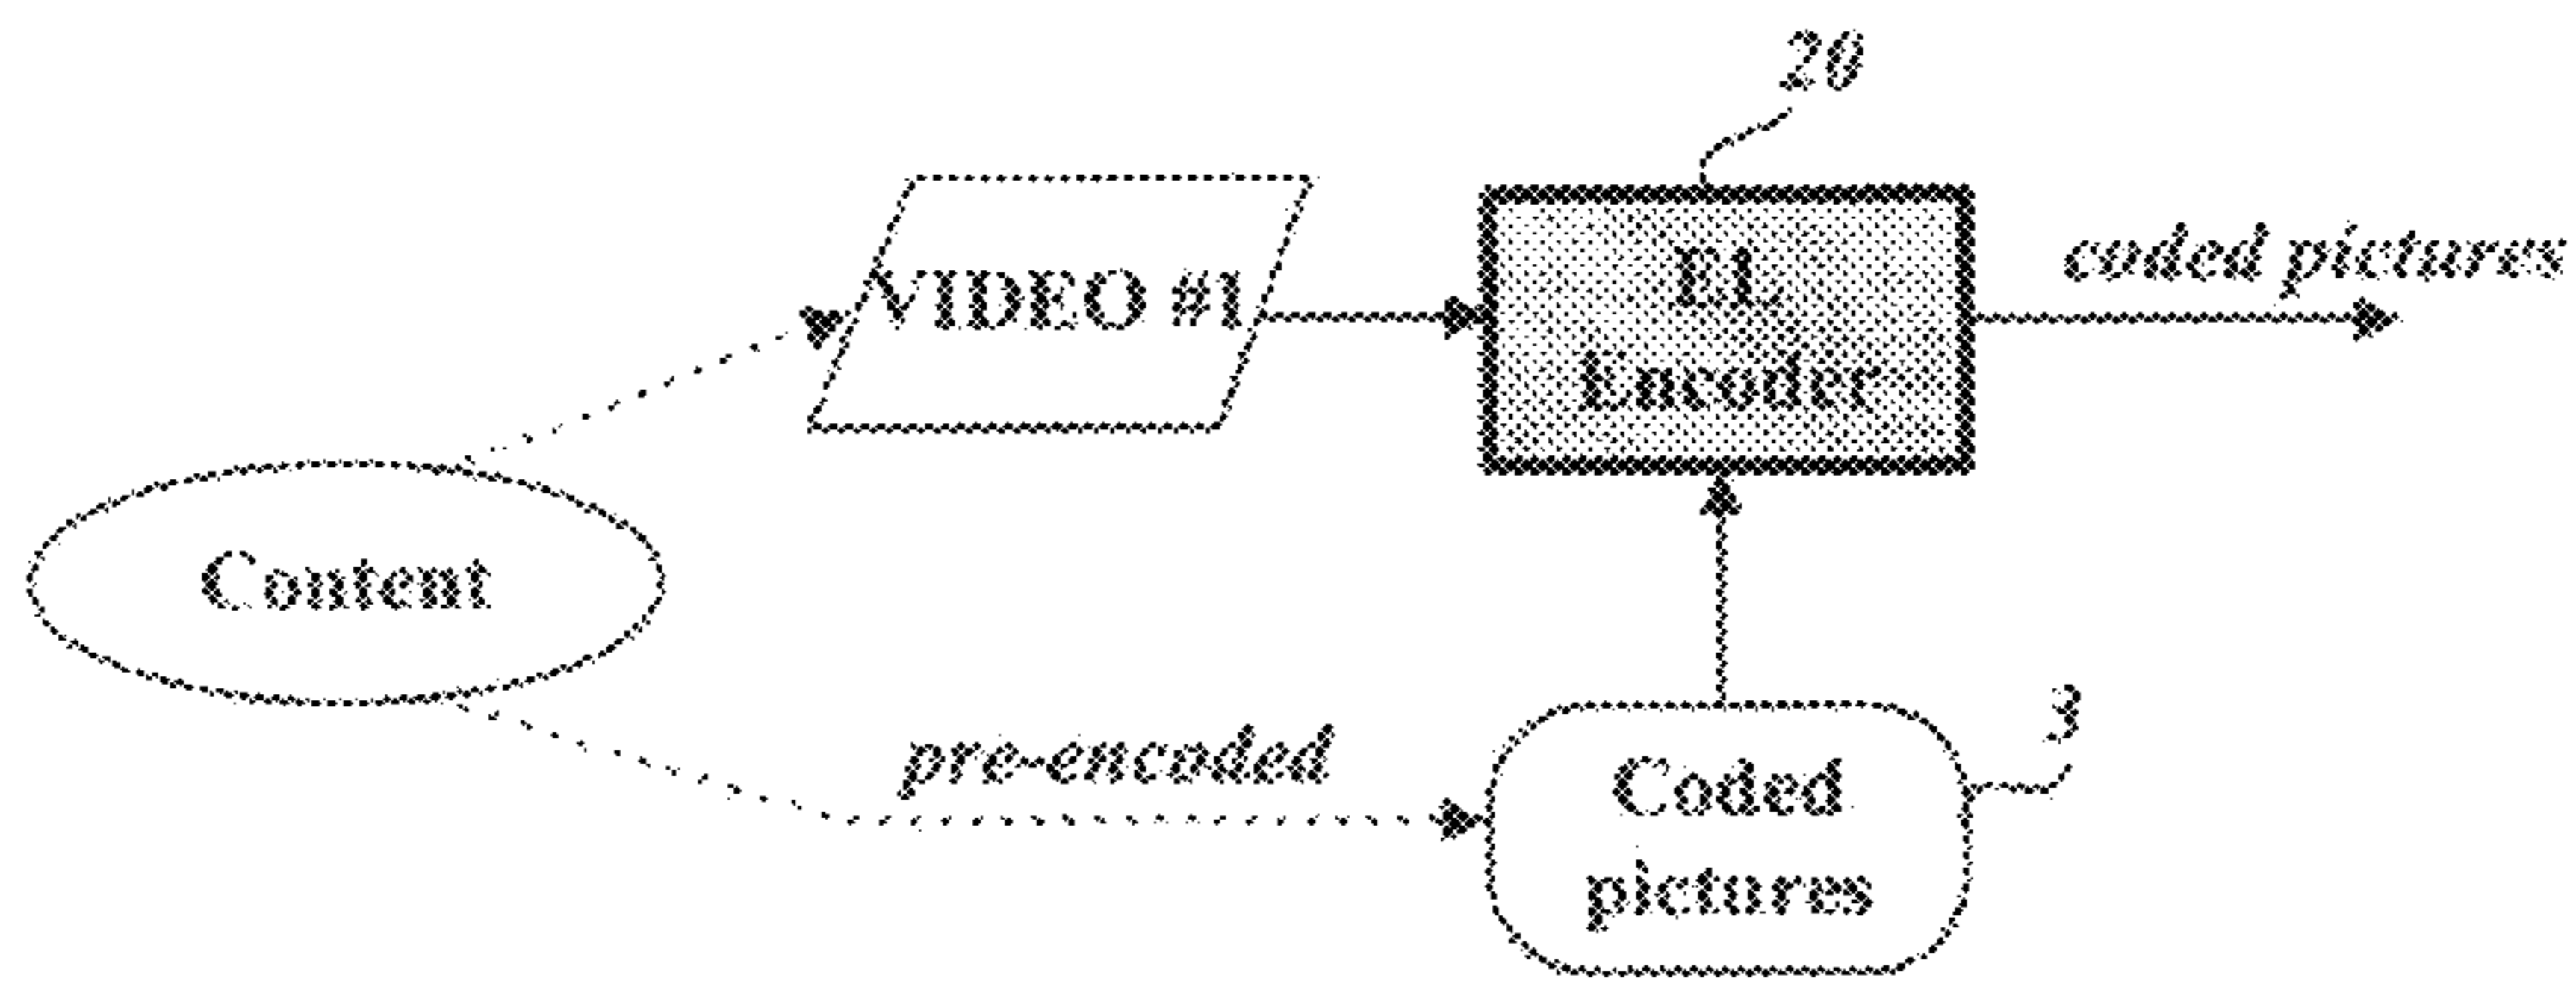 20
VIDEO #1
EL
Encoder
coded pictures
Content
pre-encoded
Coded
pictures
3